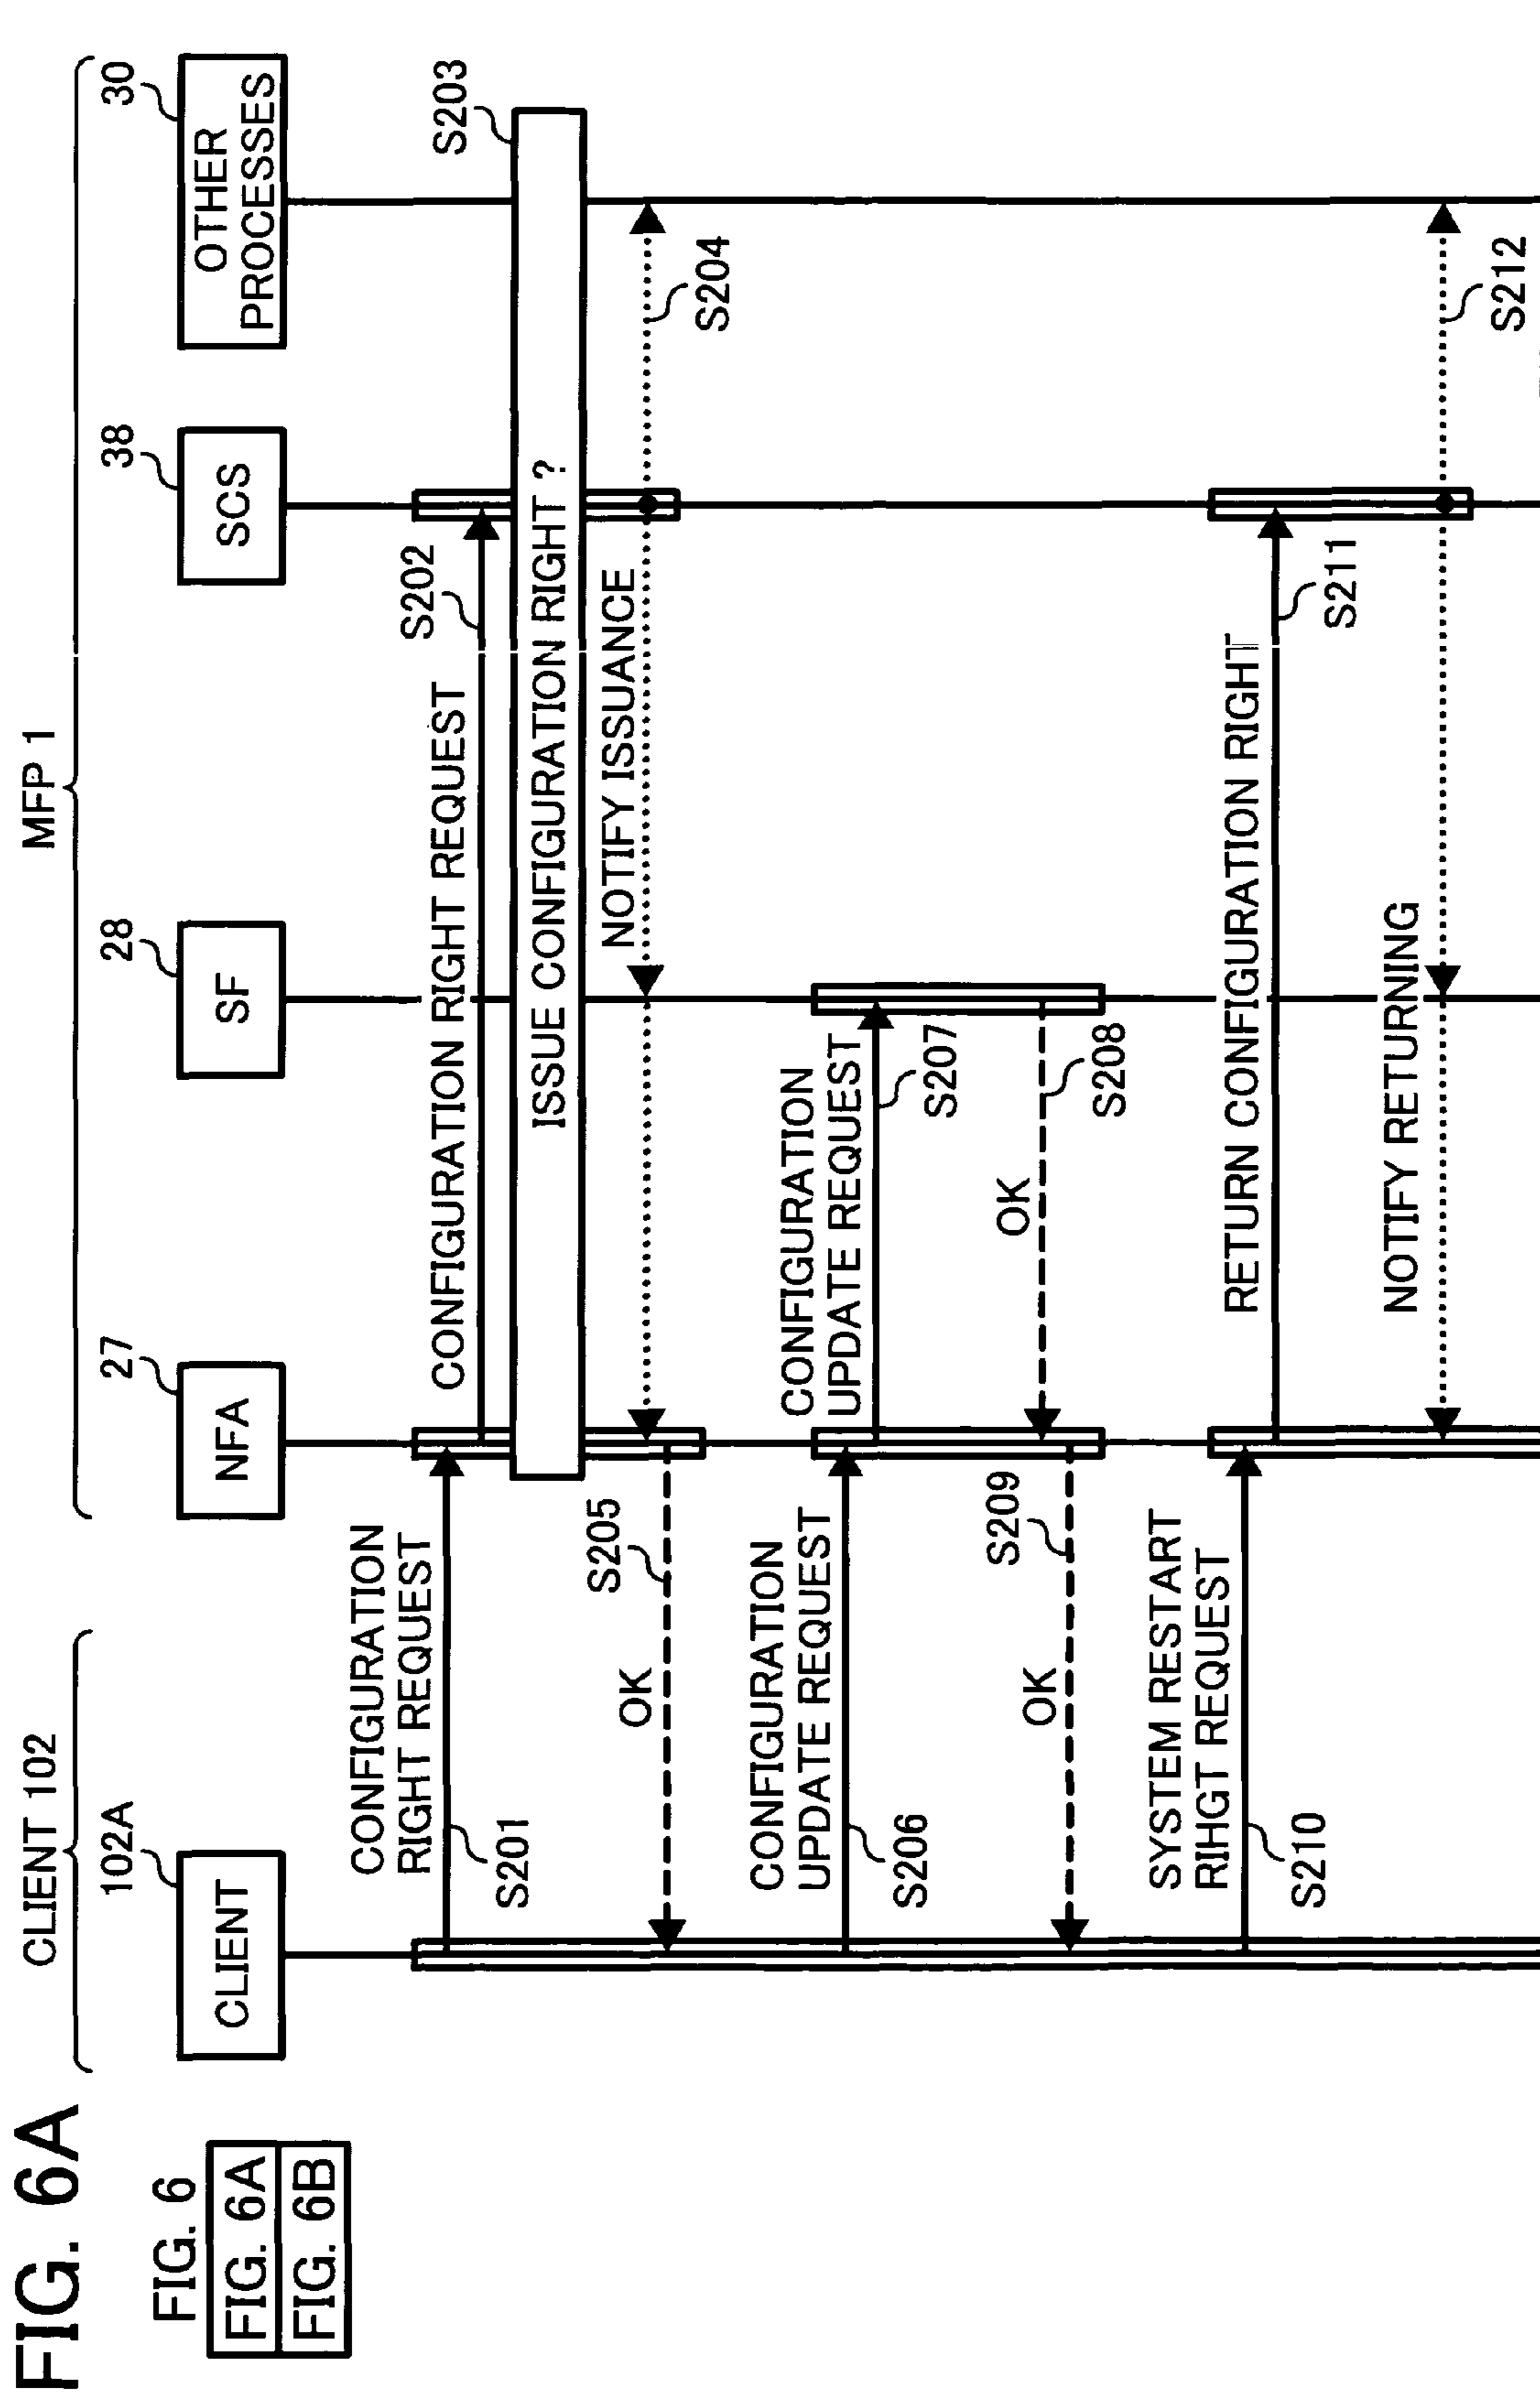 FIG. 6A
FIG. 6
FIG. 6A
FIG. 6B
CLIENT 102
MFP 1
102A
27
28
38
30
CLIENT
NFA
SF
SCS
OTHER
PROCESSES
CONFIGURATION
RIGHT REQUEST
S201
CONFIGURATION RIGHT REQUEST
S202
S203
ISSUE CONFIGURATION RIGHT ?
NOTIFY ISSUANCE
S204
S205
OK
CONFIGURATION
UPDATE REQUEST
S206
CONFIGURATION
UPDATE REQUEST
S207
OK
S208
S209
OK
SYSTEM RESTART
RIHGT REQUEST
S210
RETURN CONFIGURATION RIGHT
S211
NOTIFY RETURNING
S212